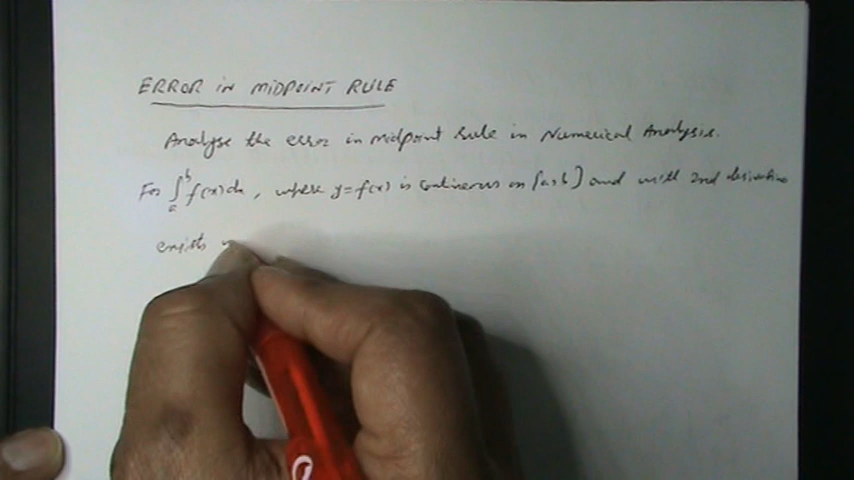 ERROR IN MIDPOINT RULE
Analyse the error in midpoint rule in Numerical Analysis.
For ∫ₐᵇ f(x)dx, where y=f(x) is continuous on [a,b] and with 2nd derivative
exists